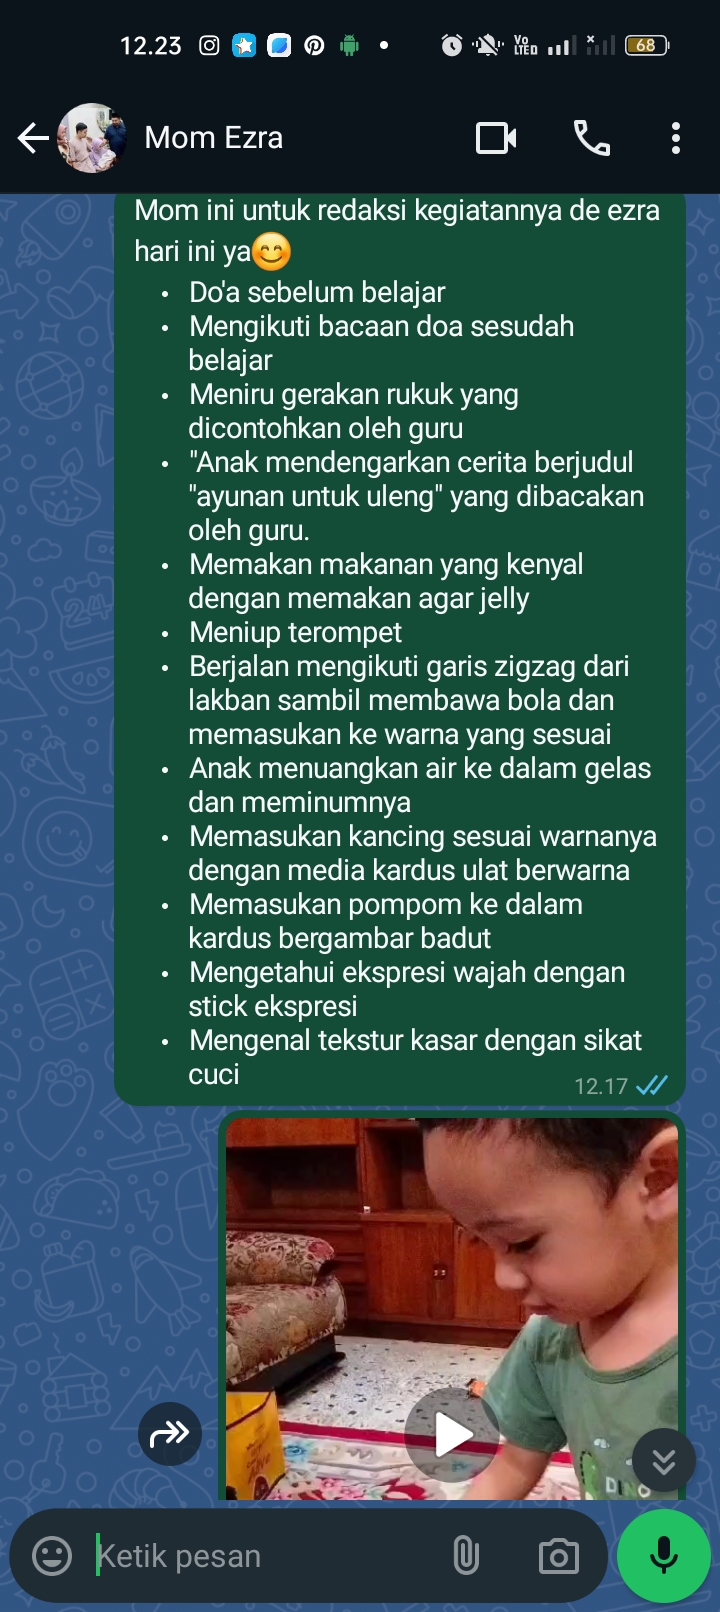 12.23
VO
LTED
68
Mom Ezra
Mom ini untuk redaksi kegiatannya de ezra
hari ini ya😊
• Do'a sebelum belajar
• Mengikuti bacaan doa sesudah
belajar
• Meniru gerakan rukuk yang
dicontohkan oleh guru
• "Anak mendengarkan cerita berjudul
"ayunan untuk uleng" yang dibacakan
oleh guru.
• Memakan makanan yang kenyal
dengan memakan agar jelly
• Meniup terompet
• Berjalan mengikuti garis zigzag dari
lakban sambil membawa bola dan
memasukan ke warna yang sesuai
• Anak menuangkan air ke dalam gelas
dan meminumnya
• Memasukan kancing sesuai warnanya
dengan media kardus ulat berwarna
• Memasukan pompom ke dalam
kardus bergambar badut
• Mengetahui ekspresi wajah dengan
stick ekspresi
• Mengenal tekstur kasar dengan sikat
cuci
12.17
DINO
Ketik pesan